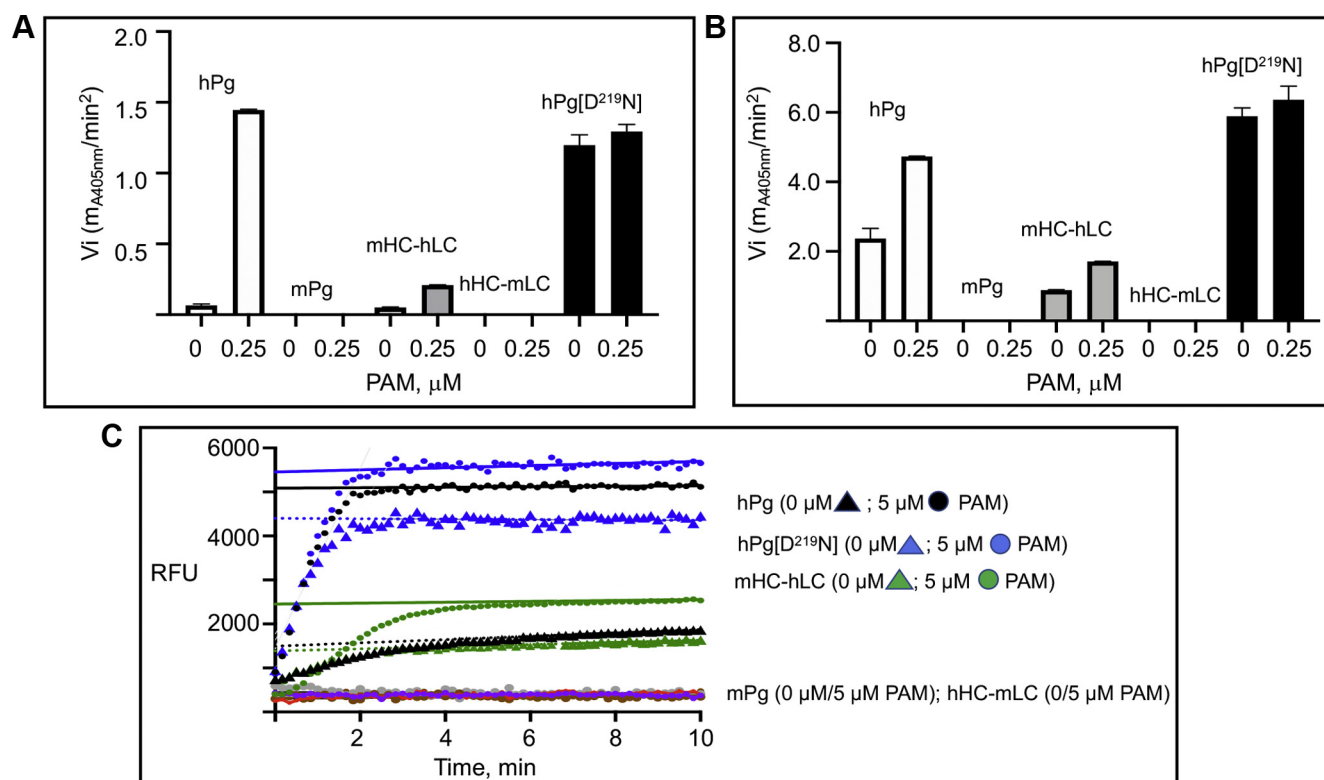 A
2.0
1.5
1.0
0.5
Vi (mA405nm/min²)
hPg
mPg
mHC-hLC
hHC-mLC
hPg[D²¹⁹N]
0 0.25 0 0.25 0 0.25 0 0.25 0 0.25
PAM, μM
B
8.0
6.0
4.0
2.0
Vi (mA405nm/min²)
hPg
mPg
mHC-hLC
hHC-mLC
hPg[D²¹⁹N]
0 0.25 0 0.25 0 0.25 0 0.25 0 0.25
PAM, μM
C
6000
4000
2000
RFU
2 4 6 8 10
Time, min
hPg (0 μM▲ ; 5 μM ● PAM)
hPg[D²¹⁹N] (0 μM▲; 5 μM ● PAM)
mHC-hLC (0 μM▲; 5 μM ● PAM)
mPg (0 μM/5 μM PAM); hHC-mLC (0/5 μM PAM)